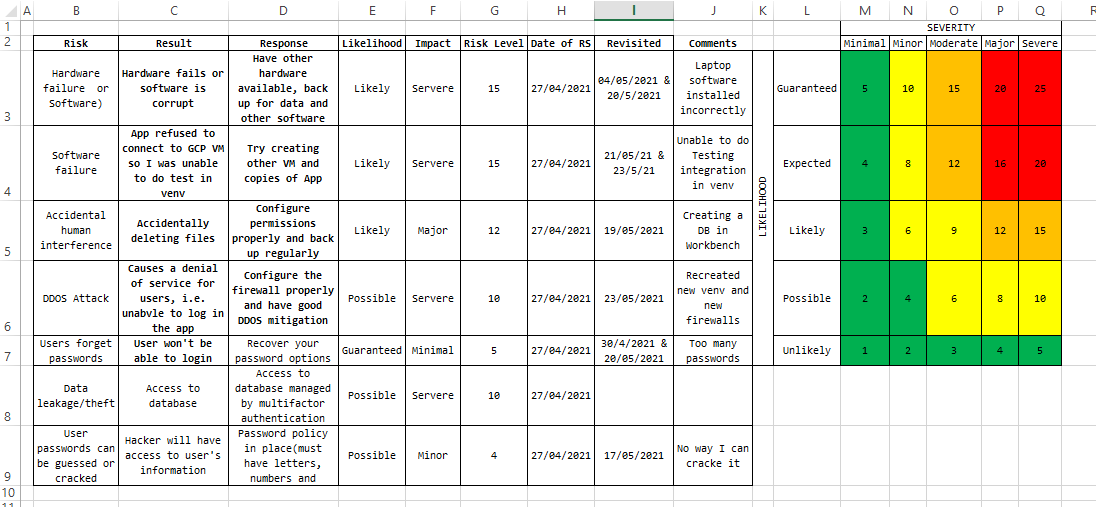 A B C D E F G H I J K L M N O P Q R
1 SEVERITY
2 Risk Result Response Likelihood Impact Risk Level Date of RS Revisited Comments Minimal Minor Moderate Major Severe
Hardware
failure or
Software)
Hardware fails or
software is
corrupt
Have other
hardware
available, back
up for data and
other software
Likely
Servere
15
27/04/2021
04/05/2021 &
20/5/2021
Laptop
software
installed
incorrectly
3
LIKELIHOOD
Guaranteed 5 10 15 20 25
Software
failure
App refused to
connect to GCP VM
so I was unable
to do test in
venv
Try creating
other VM and
copies of App
Likely
Servere
15
27/04/2021
21/05/21 &
23/5/21
Unable to do
Testing
integration
in venv
4
Expected 4 8 12 16 20
Accidental
human
interference
Accidentally
deleting files
Configure
permissions
properly and back
up regularly
Likely
Major
12
27/04/2021
19/05/2021
Creating a
DB in
Workbench
5
Likely 3 6 9 12 15
DDOS Attack
Causes a denial
of service for
users, i.e.
unabvle to log in
the app
Configure the
firewall properly
and have good
DDOS mitigation
Possible
Servere
10
27/04/2021
23/05/2021
Recreated
new venv and
new
firewalls
6
Possible 2 4 6 8 10
Users forget
passwords
User won't be
able to login
Recover your
password options
Guaranteed
Minimal
5
27/04/2021
30/4/2021 &
20/05/2021
Too many
passwords
7
Unlikely 1 2 3 4 5
Data
leakage/theft
Access to
database
Access to
database managed
by multifactor
authentication
Possible
Servere
10
27/04/2021
8
User
passwords can
be guessed or
cracked
Hacker will have
access to user's
information
Password policy
in place(must
have letters,
numbers and
Possible
Minor
4
27/04/2021
17/05/2021
No way I can
cracke it
9
10
11